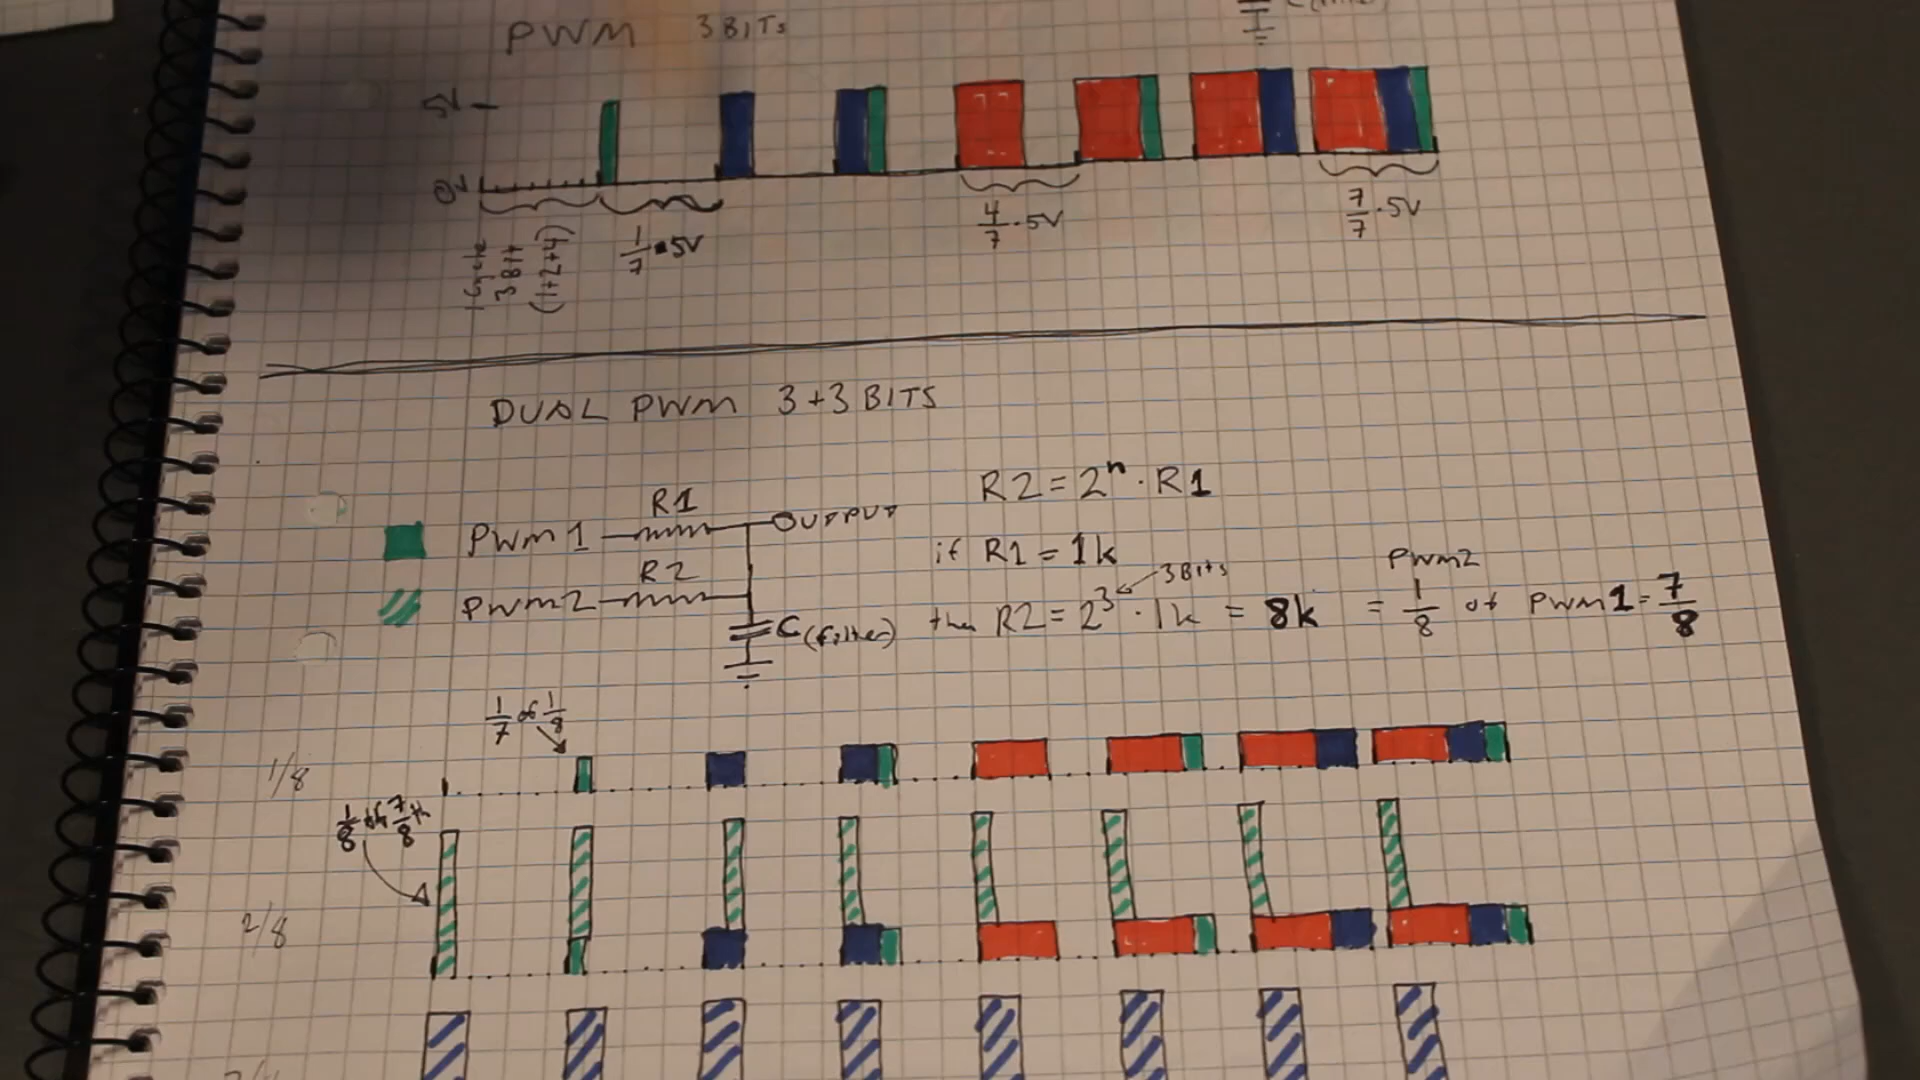 PWM 3 BITs
5V
0V
1 Cycle
3 Bit
(1+2+4)
1/7 · 5V
4/7 · 5V
7/7 · 5V
DUAL PWM 3+3 BITS
R1
PWM 1
OUTPUT
R2
PWM2
C (filter)
R2 = 2^n · R1
if R1 = 1k
3 Bits
then R2 = 2^3 · 1k = 8k = 1/8 of PWM1 = 7/8
PWM2
1/7 of 1/8
1/8
1/8 of 7/8 th
2/8